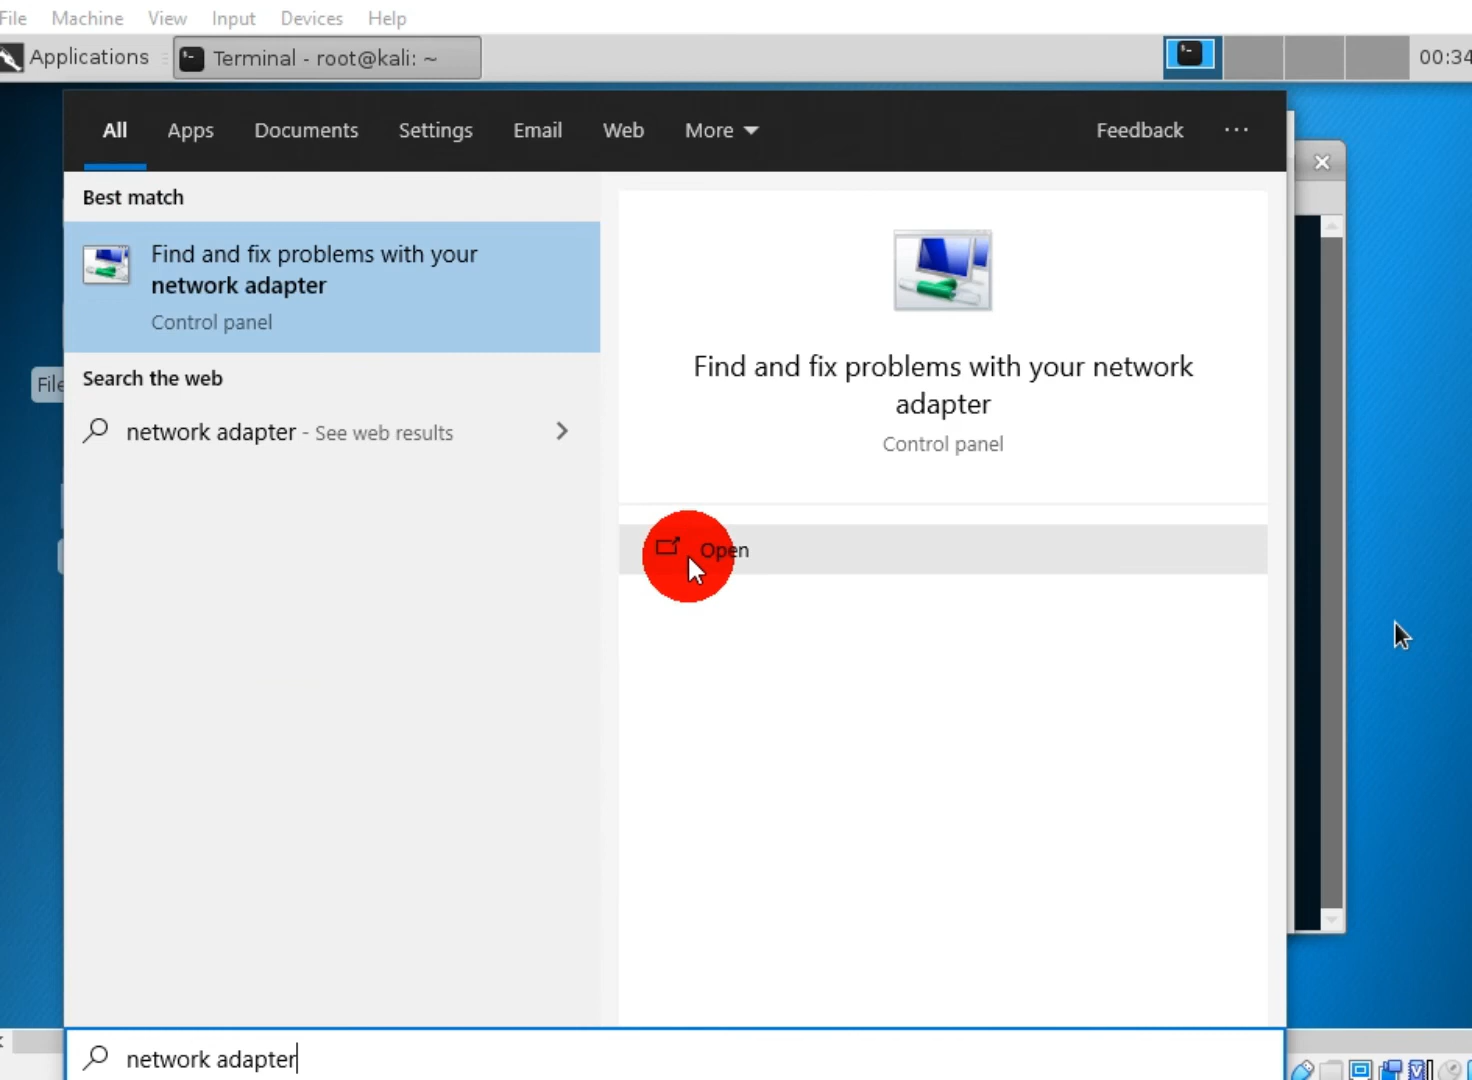 File Machine View Input Devices Help
Applications Terminal - root@kali: ~ 00:34
All Apps Documents Settings Email Web More Feedback ...
Best match
Find and fix problems with your
network adapter
Control panel
Search the web
network adapter - See web results
File
Find and fix problems with your network
adapter
Control panel
Open
network adapter